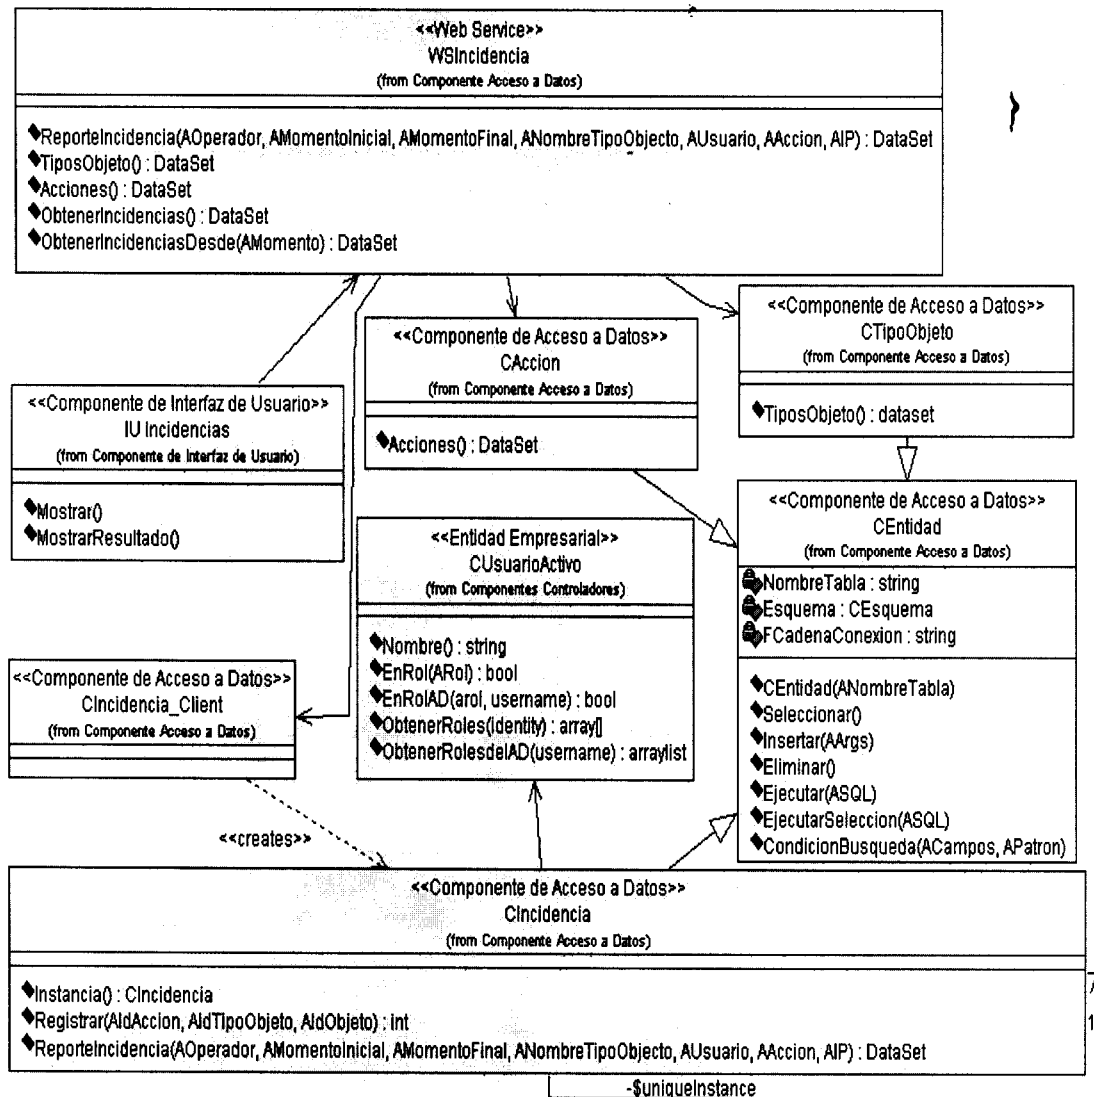 <<Web Service>>
WSIncidencia
(from Componente Acceso a Datos)
ReporteIncidencia(AOperador, AMomentoInicial, AMomentoFinal, ANombreTipoObjecto, AUsuario, AAccion, AIP) : DataSet
TiposObjeto() : DataSet
Acciones() : DataSet
ObtenerIncidencias() : DataSet
ObtenerIncidenciasDesde(AMomento) : DataSet
<<Componente de Acceso a Datos>>
CTipoObjeto
(from Componente Acceso a Datos)
TiposObjeto() : dataset
<<Componente de Acceso a Datos>>
CAccion
(from Componente Acceso a Datos)
Acciones() : DataSet
<<Componente de Interfaz de Usuario>>
IU Incidencias
(from Componente de Interfaz de Usuario)
Mostrar()
MostrarResultado()
<<Componente de Acceso a Datos>>
CEntidad
(from Componente Acceso a Datos)
NombreTabla : string
Esquema : CEsquema
FCadenaConexion : string
CEntidad(ANombreTabla)
Seleccionar()
Insertar(AArgs)
Eliminar()
Ejecutar(ASQL)
EjecutarSeleccion(ASQL)
CondicionBusqueda(ACampos, APatron)
<<Entidad Empresarial>>
CUsuarioActivo
(from Componentes Controladores)
Nombre() : string
EnRol(ARol) : bool
EnRolAD(arol, username) : bool
ObtenerRoles(identity) : array[]
ObtenerRolesdelAD(username) : arraylist
<<Componente de Acceso a Datos>>
CIncidencia_Client
(from Componente Acceso a Datos)
<<creates>>
<<Componente de Acceso a Datos>>
CIncidencia
(from Componente Acceso a Datos)
Instancia() : CIncidencia
Registrar(AIdAccion, AIdTIpoObjeto, AIdObjeto) : int
ReporteIncidencia(AOperador, AMomentoInicial, AMomentoFinal, ANombreTipoObjecto, AUsuario, AAccion, AIP) : DataSet
1
-$uniqueInstance